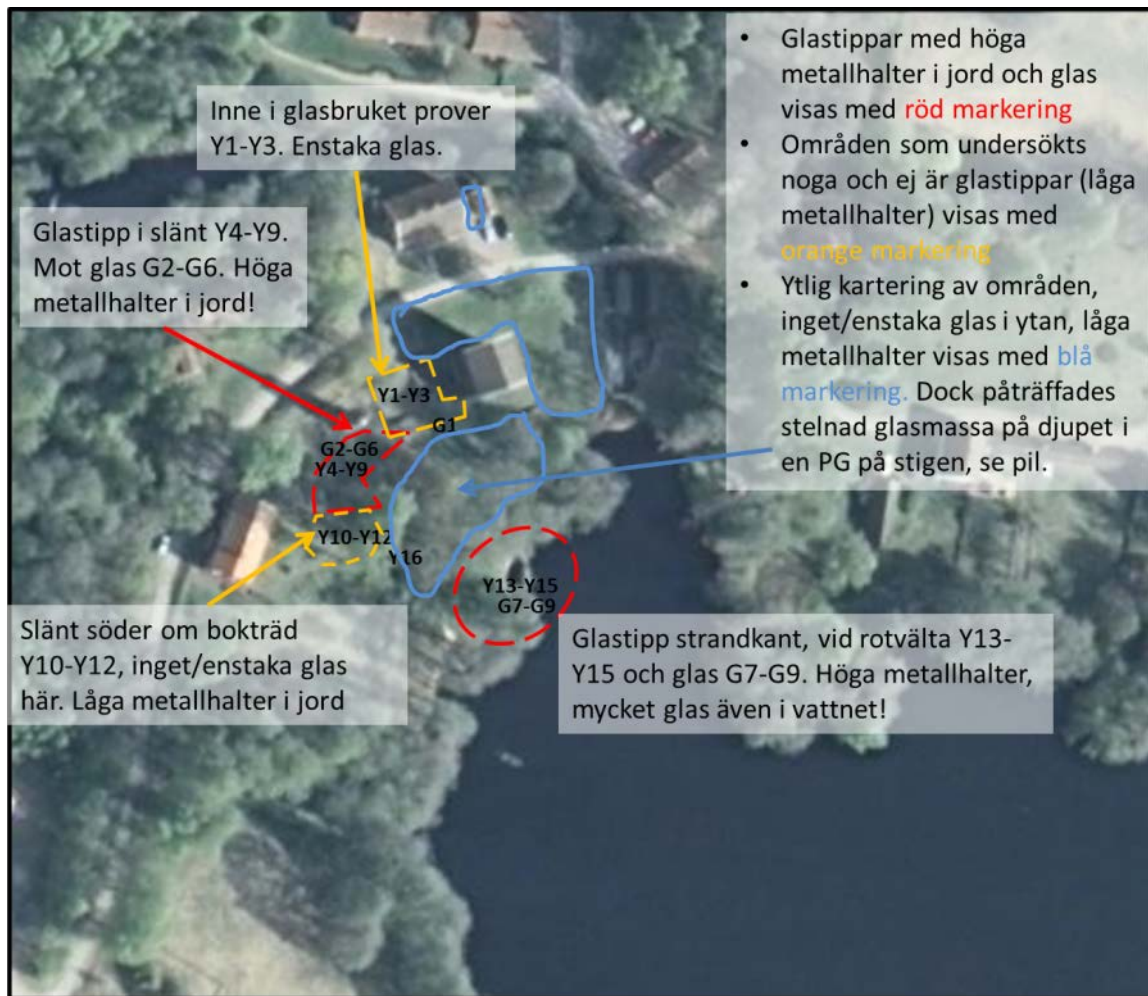 • Glastippar med höga
metallhalter i jord och glas
visas med röd markering
• Områden som undersökts
noga och ej är glastippar (låga
metallhalter) visas med
orange markering
• Ytlig kartering av områden,
inget/enstaka glas i ytan, låga
metallhalter visas med blå
markering. Dock påträffades
stelnad glasmassa på djupet i
en PG på stigen, se pil.
Inne i glasbruket prover
Y1-Y3. Enstaka glas.
Glastipp i slänt Y4-Y9.
Mot glas G2-G6. Höga
metallhalter i jord!
Y1-Y3
G1
G2-G6
Y4-Y9
Y10-Y12
Y16
Y13-Y15
G7-G9
Slänt söder om bokträd
Y10-Y12, inget/enstaka glas
här. Låga metallhalter i jord
Glastipp strandkant, vid rotvälta Y13-
Y15 och glas G7-G9. Höga metallhalter,
mycket glas även i vattnet!